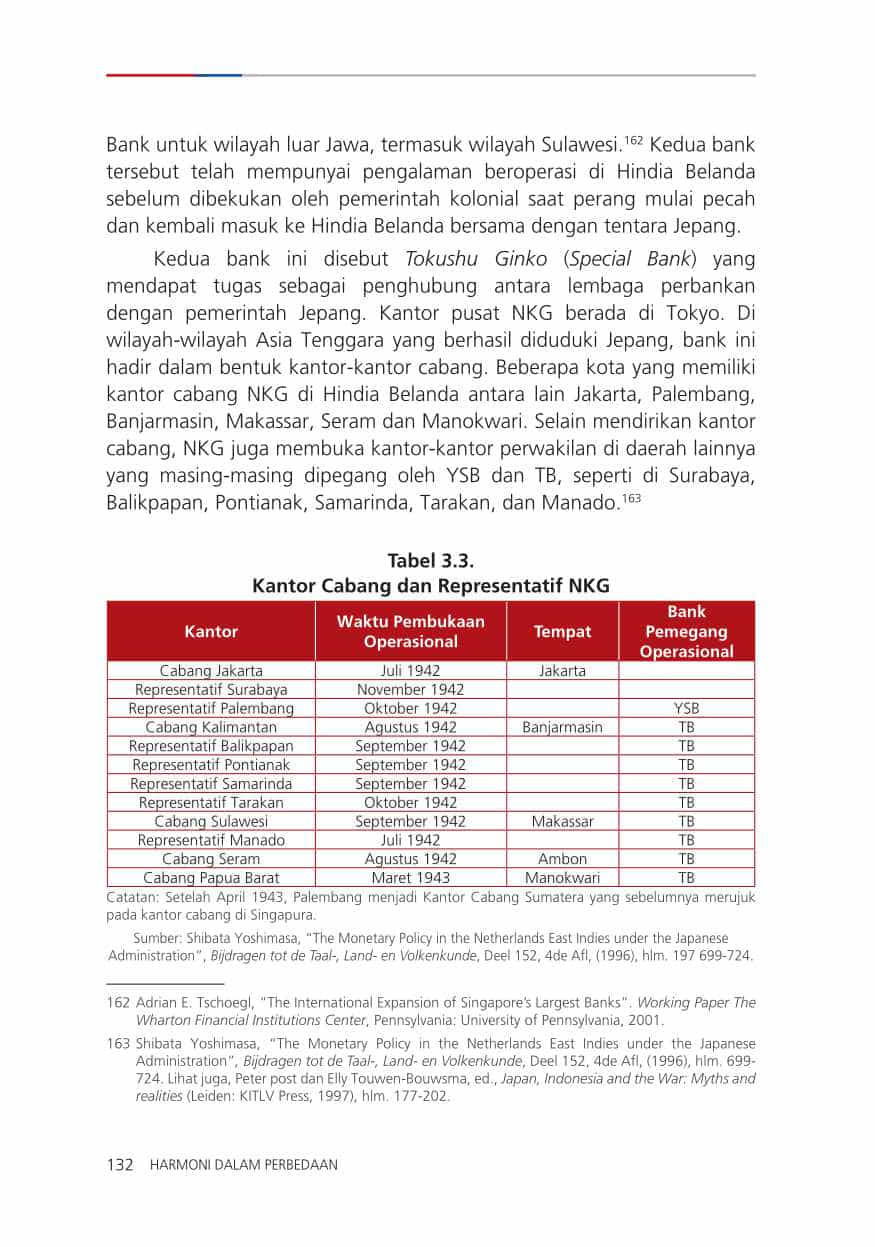 Bank untuk wilayah luar Jawa, termasuk wilayah Sulawesi.162 Kedua bank
tersebut telah mempunyai pengalaman beroperasi di Hindia Belanda
sebelum dibekukan oleh pemerintah kolonial saat perang mulai pecah
dan kembali masuk ke Hindia Belanda bersama dengan tentara Jepang.
Kedua bank ini disebut Tokushu Ginko (Special Bank) yang
mendapat tugas sebagai penghubung antara lembaga perbankan
dengan pemerintah Jepang. Kantor pusat NKG berada di Tokyo. Di
wilayah-wilayah Asia Tenggara yang berhasil diduduki Jepang, bank ini
hadir dalam bentuk kantor-kantor cabang. Beberapa kota yang memiliki
kantor cabang NKG di Hindia Belanda antara lain Jakarta, Palembang,
Banjarmasin, Makassar, Seram dan Manokwari. Selain mendirikan kantor
cabang, NKG juga membuka kantor-kantor perwakilan di daerah lainnya
yang masing-masing dipegang oleh YSB dan TB, seperti di Surabaya,
Balikpapan, Pontianak, Samarinda, Tarakan, dan Manado.163
Tabel 3.3.
Kantor Cabang dan Representatif NKG
Kantor Waktu Pembukaan Operasional Tempat Bank Pemegang Operasional
Cabang Jakarta Juli 1942 Jakarta
Representatif Surabaya November 1942
Representatif Palembang Oktober 1942 YSB
Cabang Kalimantan Agustus 1942 Banjarmasin TB
Representatif Balikpapan September 1942 TB
Representatif Pontianak September 1942 TB
Representatif Samarinda September 1942 TB
Representatif Tarakan Oktober 1942 TB
Cabang Sulawesi September 1942 Makassar TB
Representatif Manado Juli 1942 TB
Cabang Seram Agustus 1942 Ambon TB
Cabang Papua Barat Maret 1943 Manokwari TB
Catatan: Setelah April 1943, Palembang menjadi Kantor Cabang Sumatera yang sebelumnya merujuk
pada kantor cabang di Singapura.
Sumber: Shibata Yoshimasa, “The Monetary Policy in the Netherlands East Indies under the Japanese
Administration”, Bijdragen tot de Taal-, Land- en Volkenkunde, Deel 152, 4de Afl, (1996), hlm. 197 699-724.
162 Adrian E. Tschoegl, “The International Expansion of Singapore’s Largest Banks”. Working Paper The
Wharton Financial Institutions Center, Pennsylvania: University of Pennsylvania, 2001.
163 Shibata Yoshimasa, “The Monetary Policy in the Netherlands East Indies under the Japanese
Administration”, Bijdragen tot de Taal-, Land- en Volkenkunde, Deel 152, 4de Afl, (1996), hlm. 699-
724. Lihat juga, Peter post dan Elly Touwen-Bouwsma, ed., Japan, Indonesia and the War: Myths and
realities (Leiden: KITLV Press, 1997), hlm. 177-202.
132 HARMONI DALAM PERBEDAAN